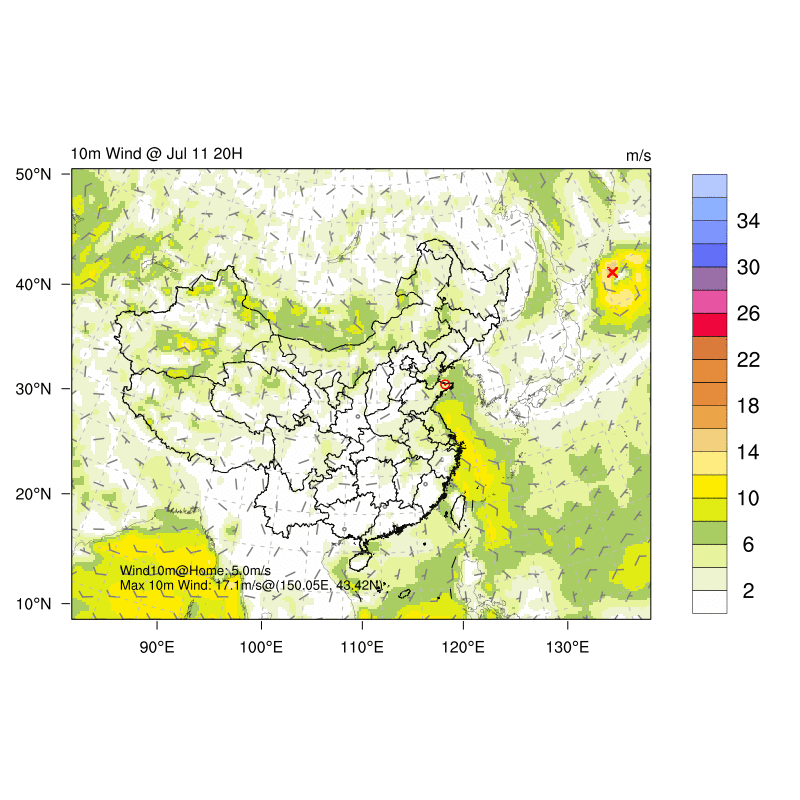 10m Wind @ Jul 11 20H
m/s
50°N
40°N
30°N
20°N
10°N
34
30
26
22
18
14
10
6
2
Wind10m@Home: 5.0m/s
Max 10m Wind: 17.1m/s@(150.05E, 43.42N)
90°E
100°E
110°E
120°E
130°E